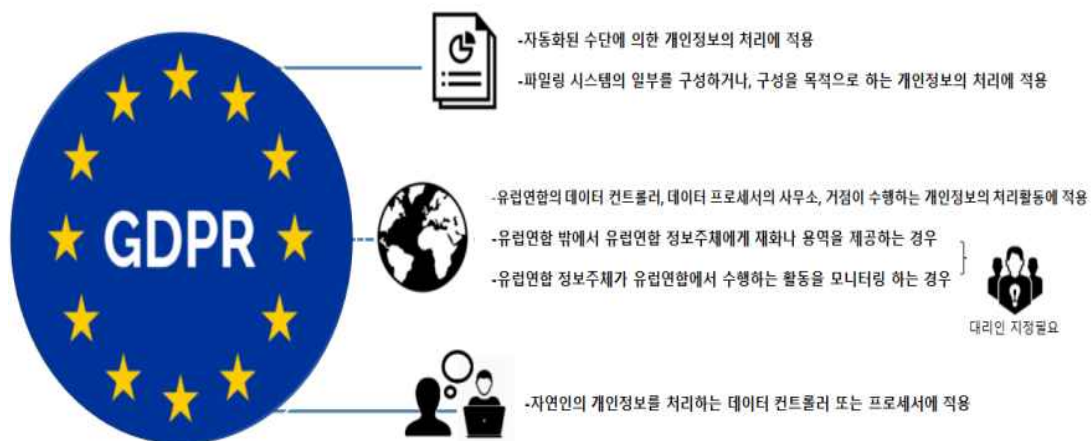 -자동화된 수단에 의한 개인정보의 처리에 적용
-파일링 시스템의 일부를 구성하거나, 구성을 목적으로 하는 개인정보의 처리에 적용
GDPR
-유럽연합의 데이터 컨트롤러, 데이터 프로세서의 사무소, 거점이 수행하는 개인정보의 처리활동에 적용
-유럽연합 밖에서 유럽연합 정보주체에게 재화나 용역을 제공하는 경우
-유럽연합 정보주체가 유럽연합에서 수행하는 활동을 모니터링 하는 경우
대리인 지정필요
-자연인의 개인정보를 처리하는 데이터 컨트롤러 또는 프로세서에 적용